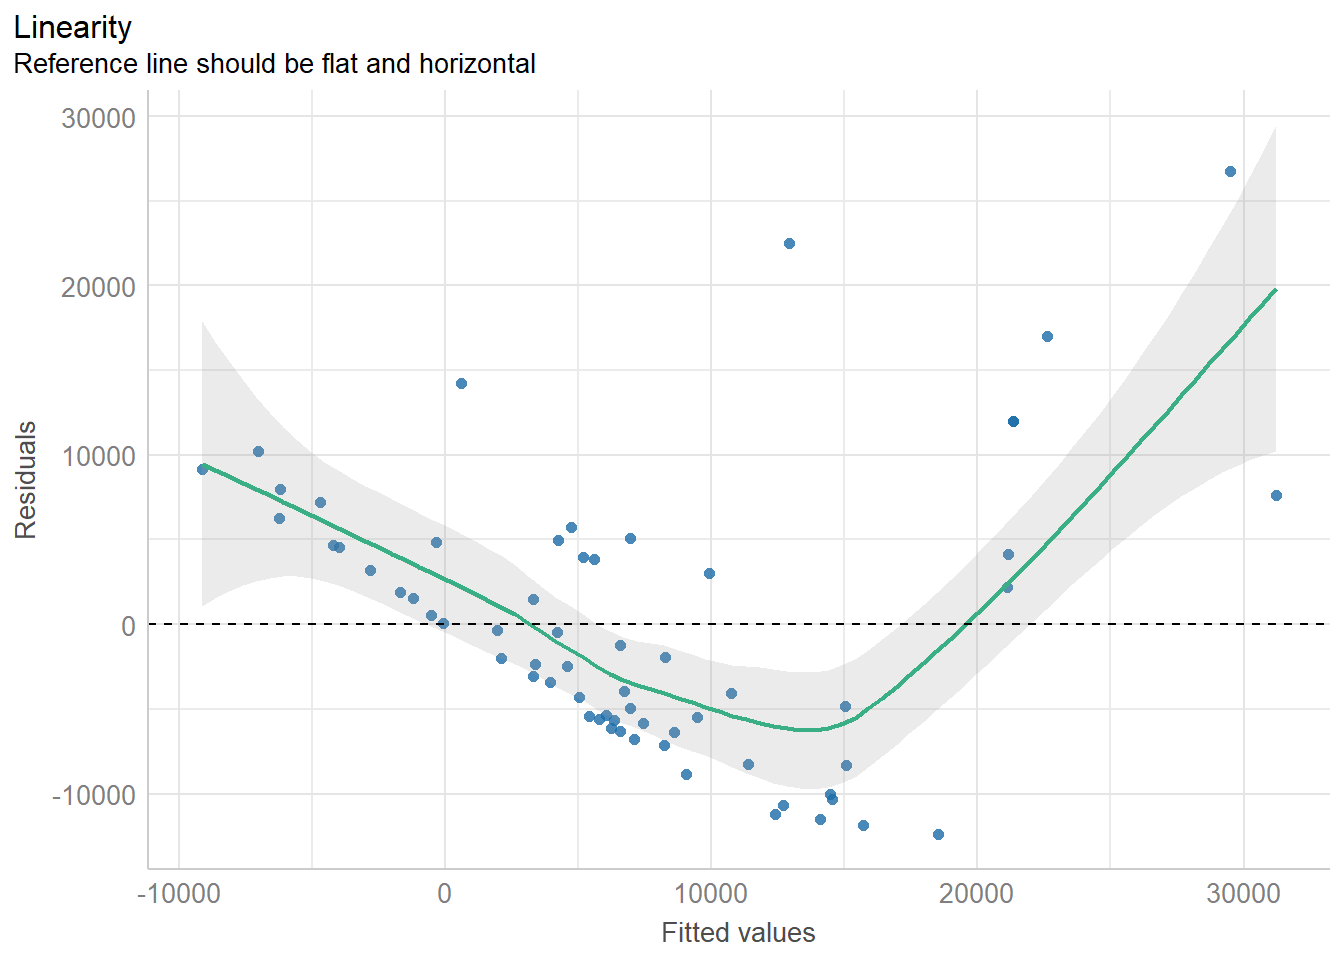 Linearity
Reference line should be flat and horizontal
30000
20000
10000
0
-10000
Residuals
-10000
0
10000
20000
30000
Fitted values